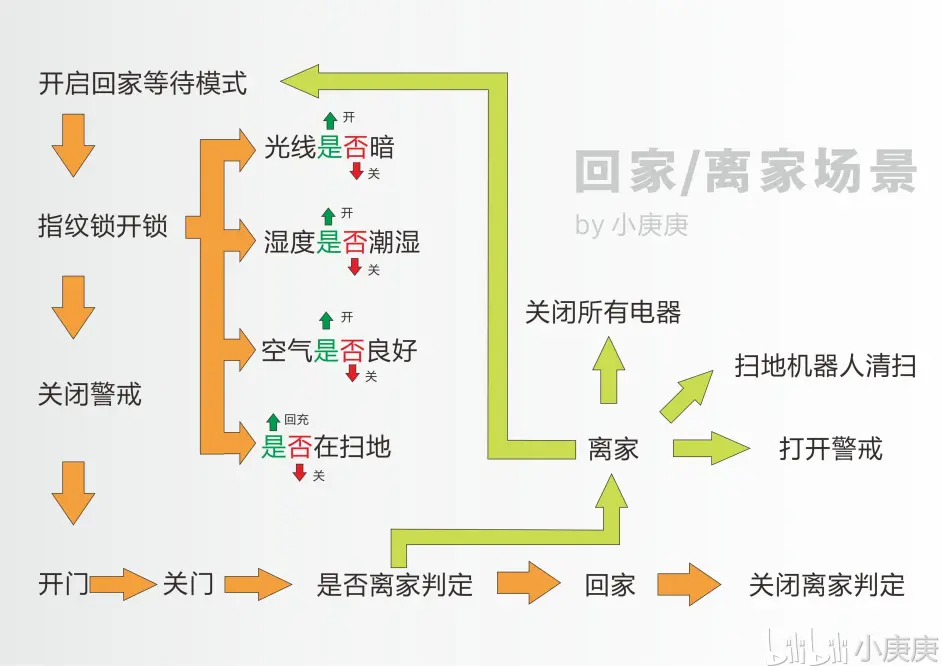 开启回家等待模式
开
光线是否暗
关
回家/离家场景
by 小庚庚
指纹锁开锁
开
湿度是否潮湿
关
关闭所有电器
开
空气是否良好
关
扫地机器人清扫
关闭警戒
回充
是否在扫地
关
离家
打开警戒
开门
关门
是否离家判定
回家
关闭离家判定
bilibili 小庚庚